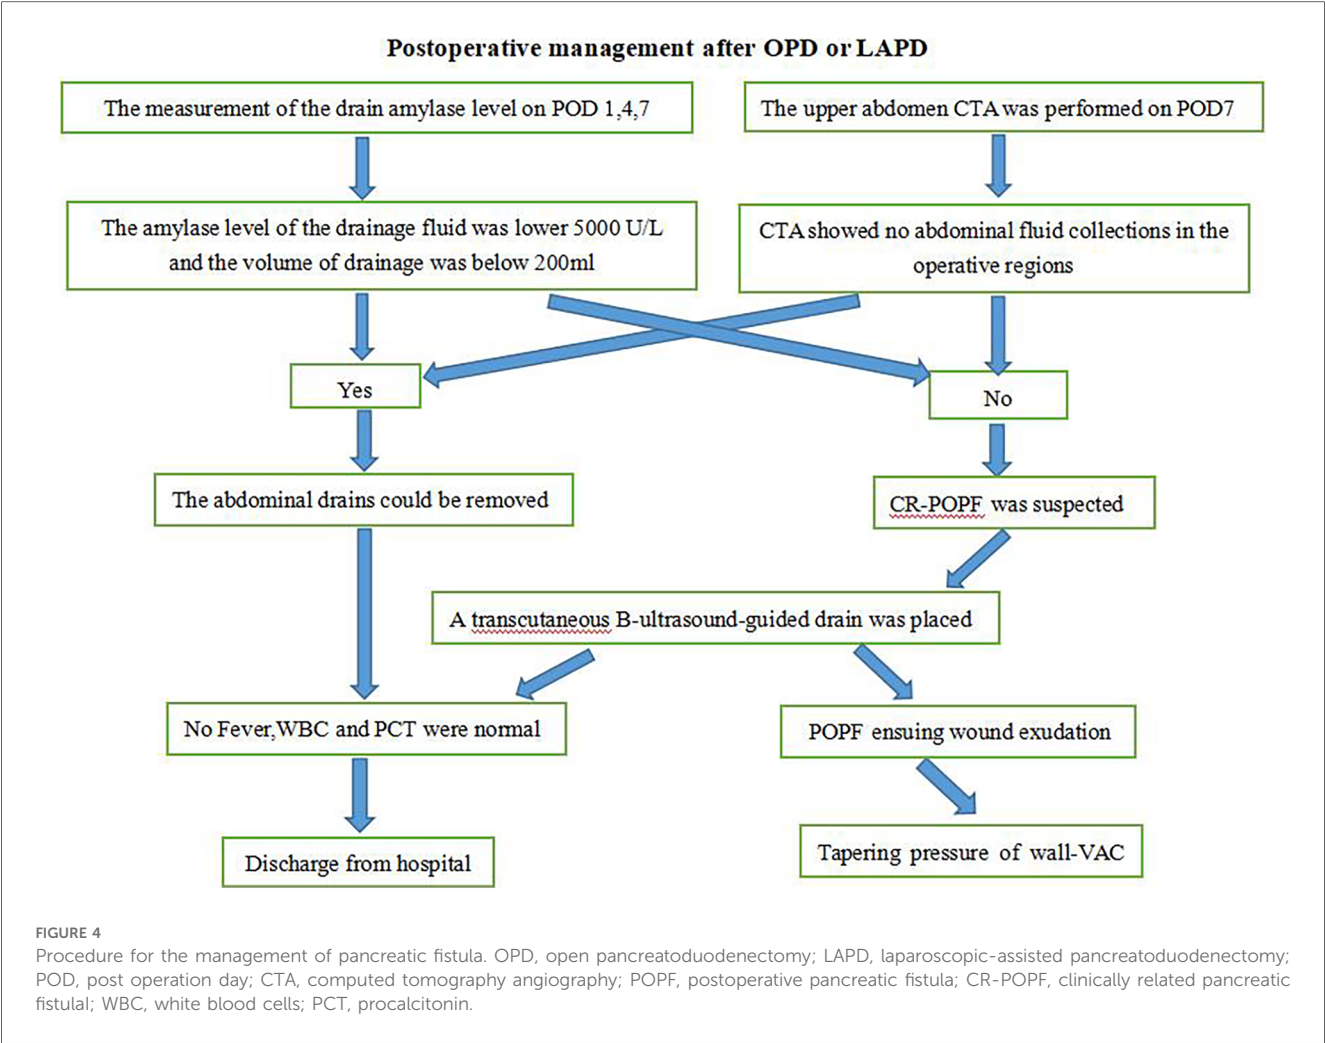 Postoperative management after OPD or LAPD
The measurement of the drain amylase level on POD 1,4,7
The upper abdomen CTA was performed on POD7
The amylase level of the drainage fluid was lower 5000 U/L
and the volume of drainage was below 200ml
CTA showed no abdominal fluid collections in the
operative regions
Yes
No
The abdominal drains could be removed
CR-POPF was suspected
A transcutaneous B-ultrasound-guided drain was placed
No Fever,WBC and PCT were normal
POPF ensuing wound exudation
Discharge from hospital
Tapering pressure of wall-VAC
FIGURE 4
Procedure for the management of pancreatic fistula. OPD, open pancreatoduodenectomy; LAPD, laparoscopic-assisted pancreatoduodenectomy;
POD, post operation day; CTA, computed tomography angiography; POPF, postoperative pancreatic fistula; CR-POPF, clinically related pancreatic
fistulal; WBC, white blood cells; PCT, procalcitonin.